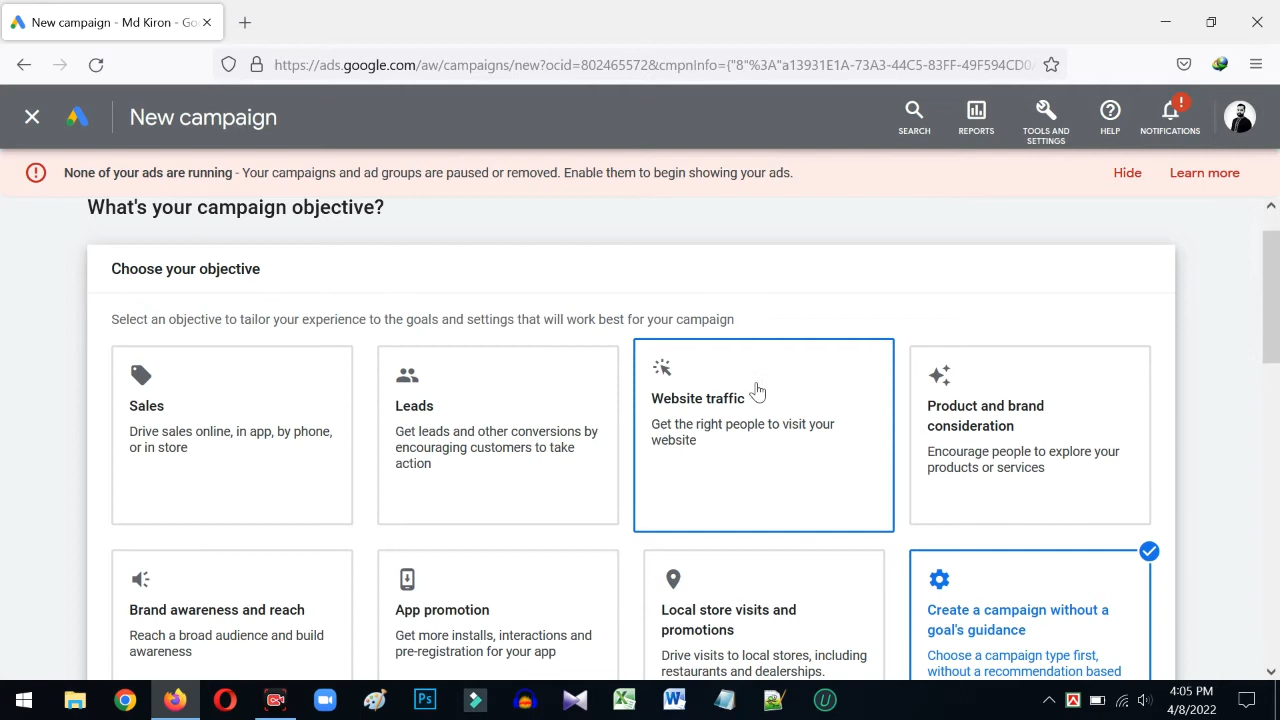 New campaign - Md Kiron - Go
https://ads.google.com/aw/campaigns/new?ocid=802465572&cmpnInfo={"8"%3A"a13931E1A-73A3-44C5-83FF-49F594CD0
New campaign
SEARCH
REPORTS
TOOLS AND
SETTINGS
HELP
NOTIFICATIONS
None of your ads are running - Your campaigns and ad groups are paused or removed. Enable them to begin showing your ads.
Hide
Learn more
What's your campaign objective?
Choose your objective
Select an objective to tailor your experience to the goals and settings that will work best for your campaign
Sales
Drive sales online, in app, by phone,
or in store
Leads
Get leads and other conversions by
encouraging customers to take
action
Website traffic
Get the right people to visit your
website
Product and brand
consideration
Encourage people to explore your
products or services
Brand awareness and reach
Reach a broad audience and build
awareness
App promotion
Get more installs, interactions and
pre-registration for your app
Local store visits and
promotions
Drive visits to local stores, including
restaurants and dealerships.
Create a campaign without a
goal's guidance
Choose a campaign type first,
without a recommendation based
4:05 PM
4/8/2022